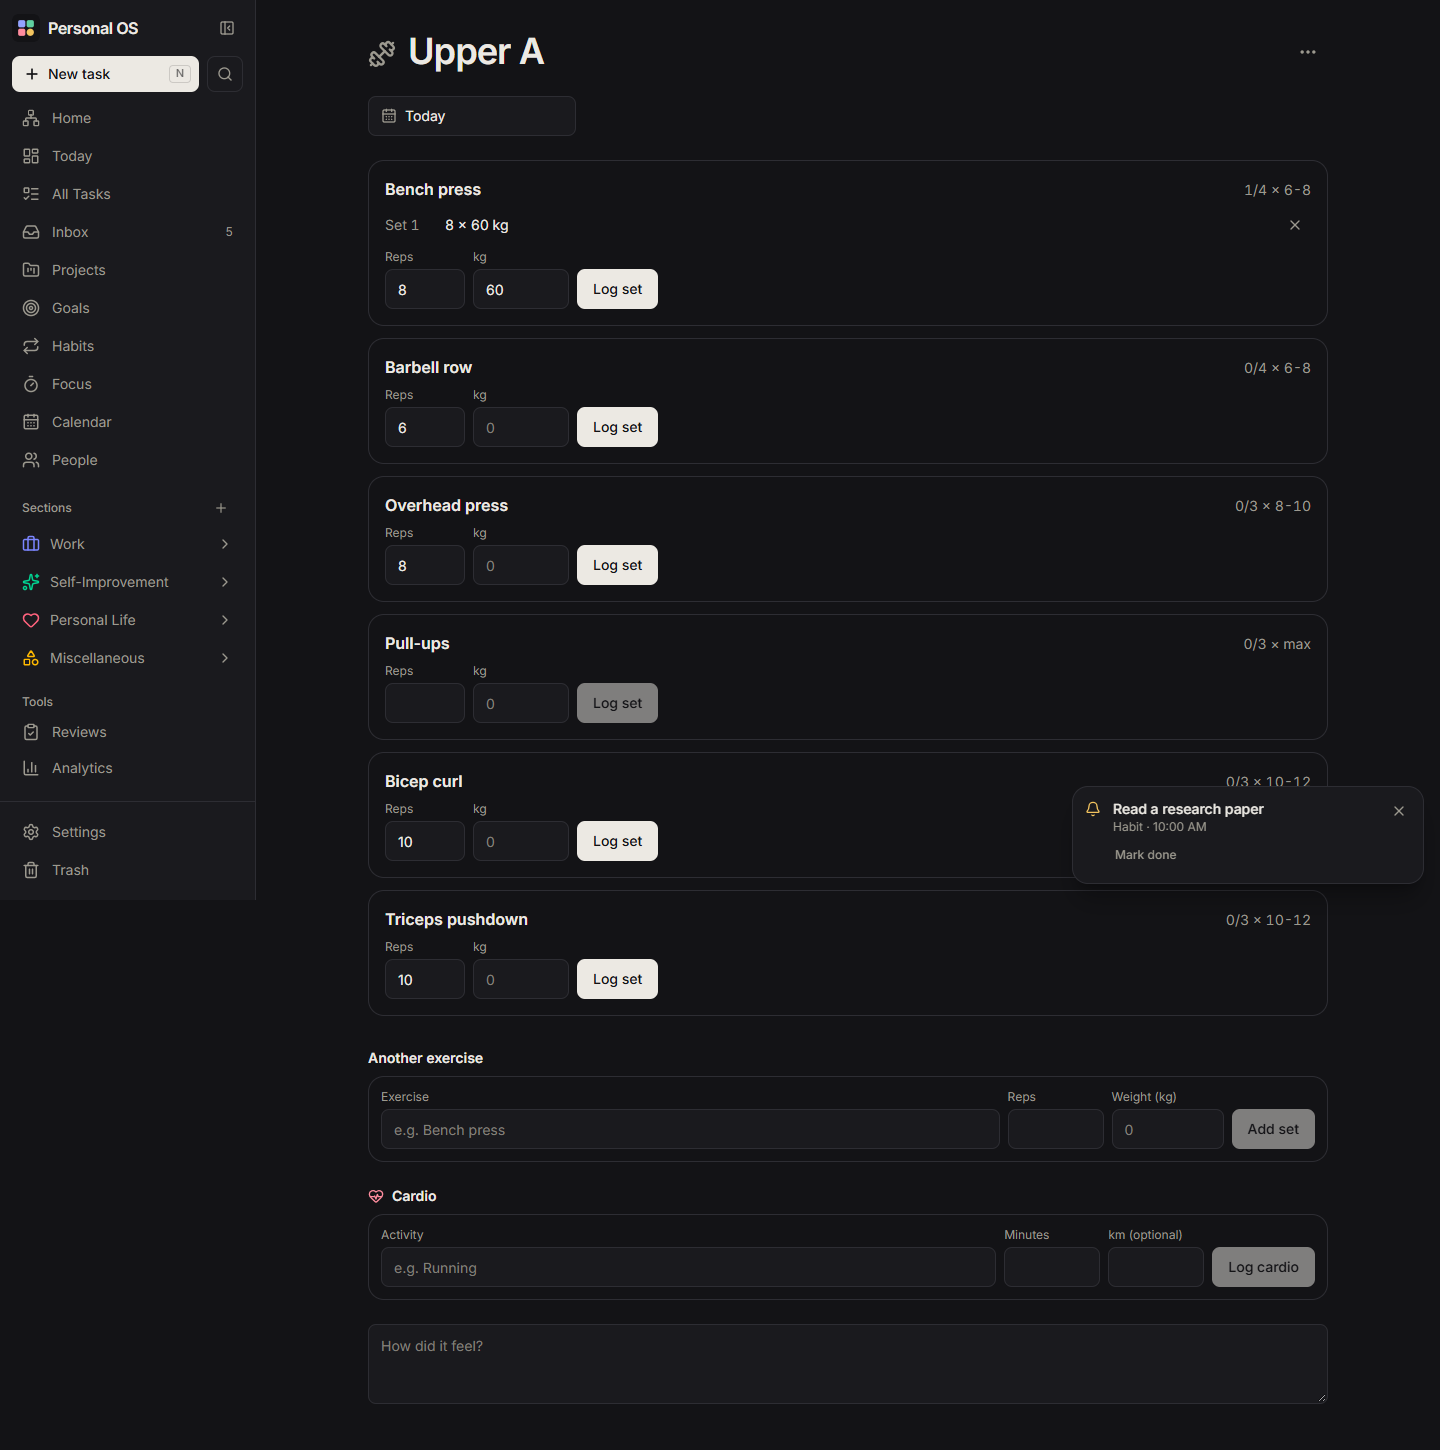 Personal OS
New task N
Home
Today
All Tasks
Inbox 5
Projects
Goals
Habits
Focus
Calendar
People
Sections
Work
Self-Improvement
Personal Life
Miscellaneous
Tools
Reviews
Analytics
Settings
Trash
Upper A
Today
Bench press 1/4 × 6-8
Set 1 8 × 60 kg
Reps kg
8 60 Log set
Barbell row 0/4 × 6-8
Reps kg
6 0 Log set
Overhead press 0/3 × 8-10
Reps kg
8 0 Log set
Pull-ups 0/3 × max
Reps kg
0 Log set
Bicep curl 0/3 × 10-12
Reps kg
10 0 Log set
Read a research paper
Habit · 10:00 AM
Mark done
Triceps pushdown 0/3 × 10-12
Reps kg
10 0 Log set
Another exercise
Exercise Reps Weight (kg)
e.g. Bench press 0 Add set
Cardio
Activity Minutes km (optional)
e.g. Running Log cardio
How did it feel?